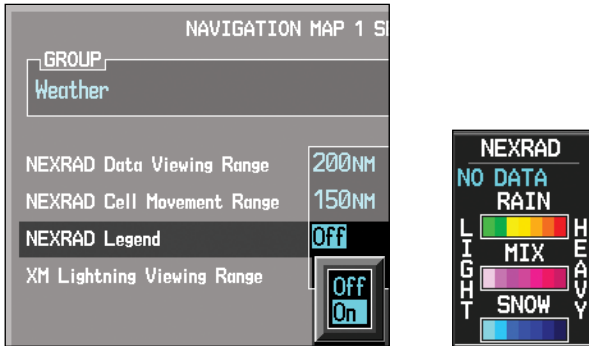 NAVIGATION MAP 1 S
GROUP
Weather
NEXRAD Data Viewing Range 200NM
NEXRAD Cell Movement Range 150NM
NEXRAD Legend Off
XM Lightning Viewing Range
Off
On
NEXRAD
NO DATA
RAIN
LIGHT
HEAVY
MIX
SNOW